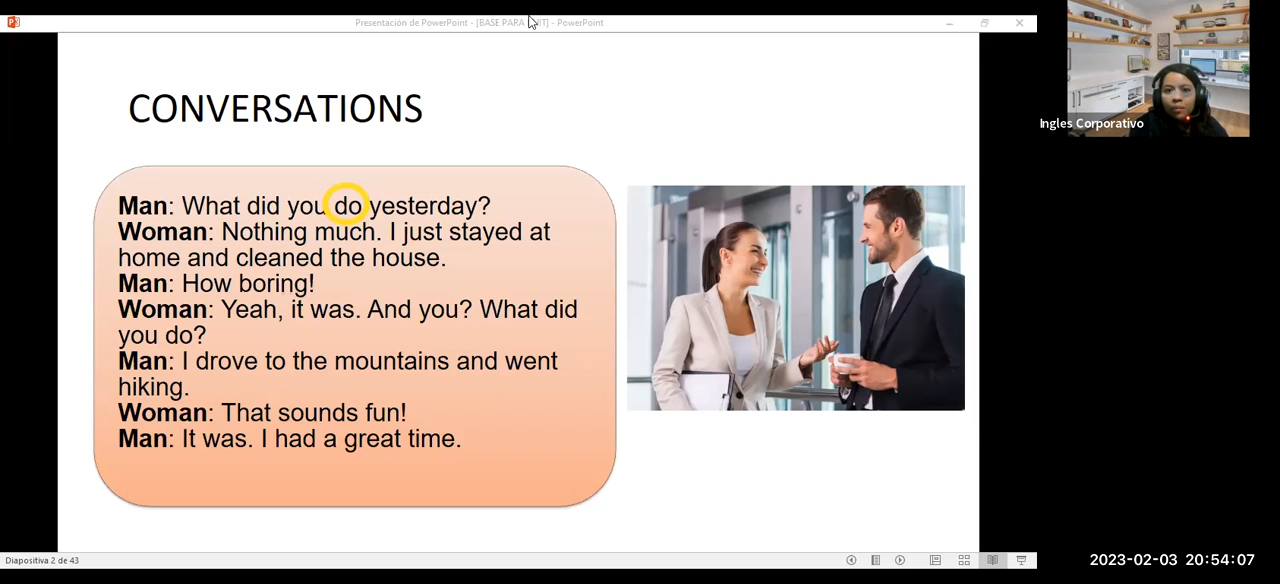 Presentación de PowerPoint - [BASE PARA  NIT] - PowerPoint
CONVERSATIONS
Man: What did you do yesterday?
Woman: Nothing much. I just stayed at
home and cleaned the house.
Man: How boring!
Woman: Yeah, it was. And you? What did
you do?
Man: I drove to the mountains and went
hiking.
Woman: That sounds fun!
Man: It was. I had a great time.
Ingles Corporativo
Diapositiva 2 de 43
2023-02-03 20:54:07